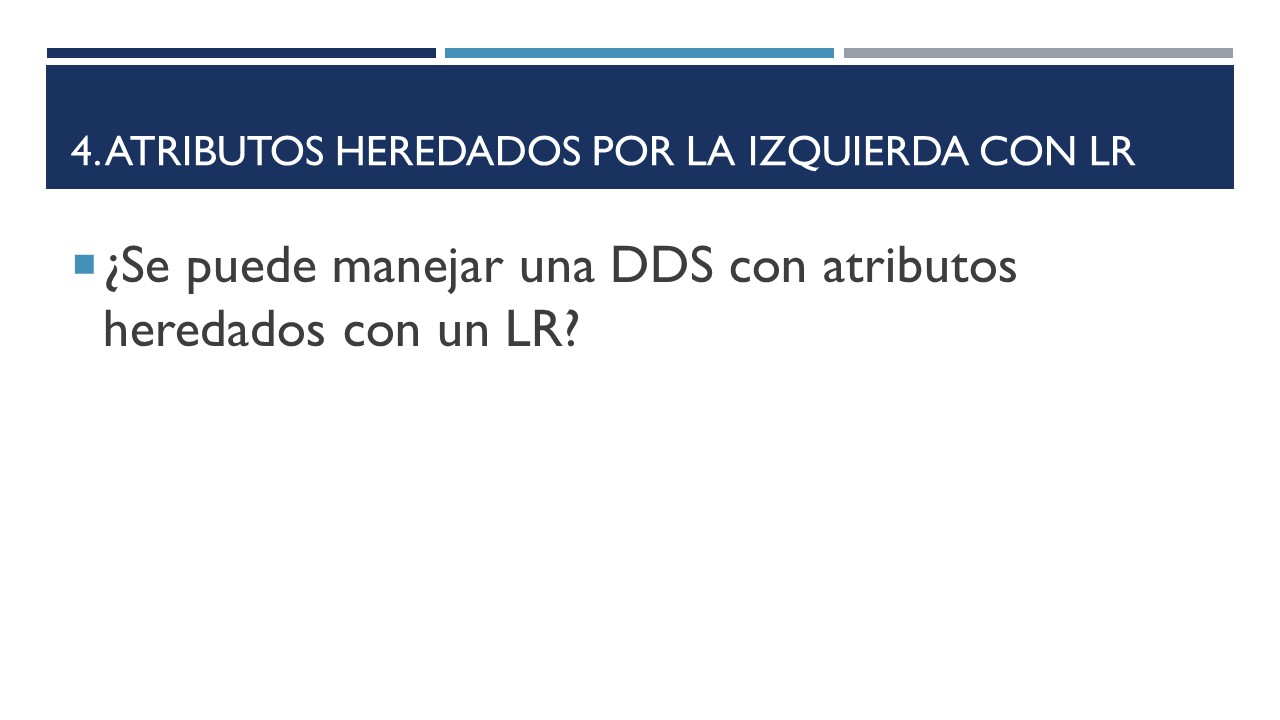 4. ATRIBUTOS HEREDADOS POR LA IZQUIERDA CON LR
¿Se puede manejar una DDS con atributos
heredados con un LR?